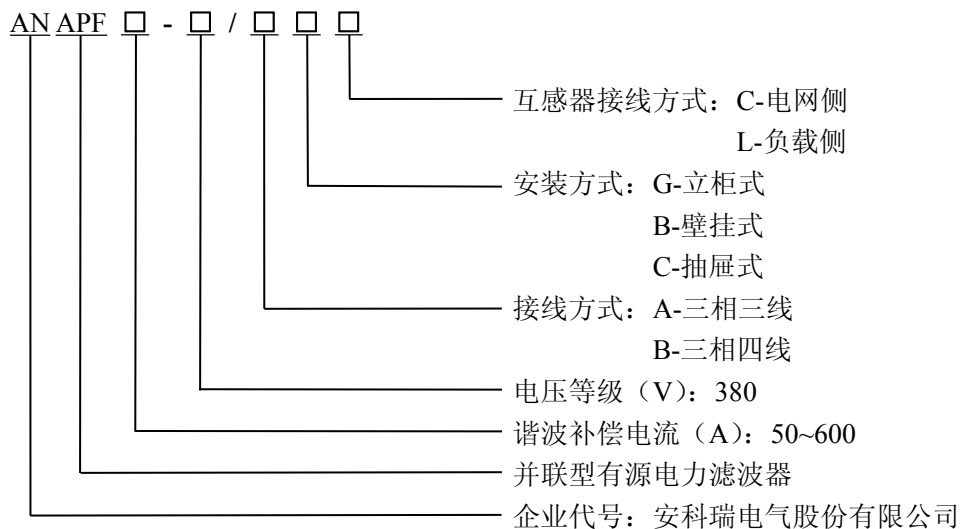 AN APF □ - □ / □ □ □
互感器接线方式：C-电网侧
L-负载侧
安装方式：G-立柜式
B-壁挂式
C-抽屉式
接线方式：A-三相三线
B-三相四线
电压等级（V）：380
谐波补偿电流（A）：50~600
并联型有源电力滤波器
企业代号：安科瑞电气股份有限公司